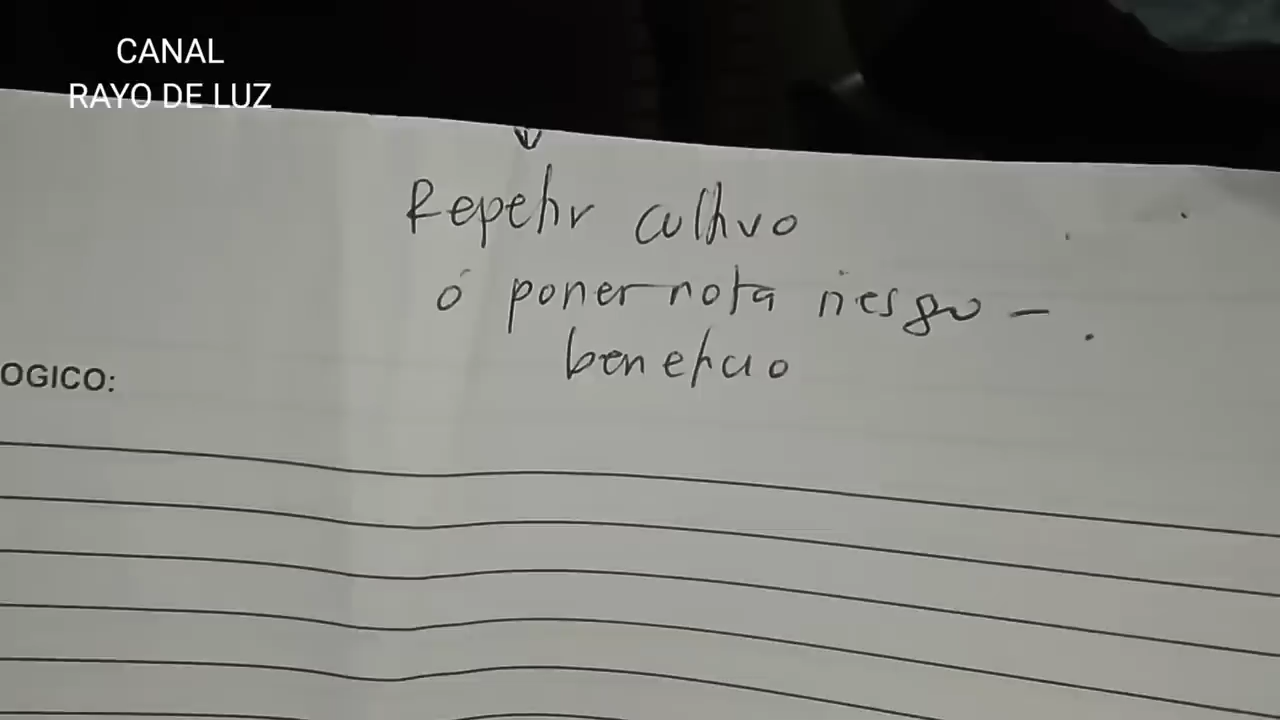 CANAL
RAYO DE LUZ
Repetir cultivo
ó poner nota riesgo -
beneficio
OGICO: